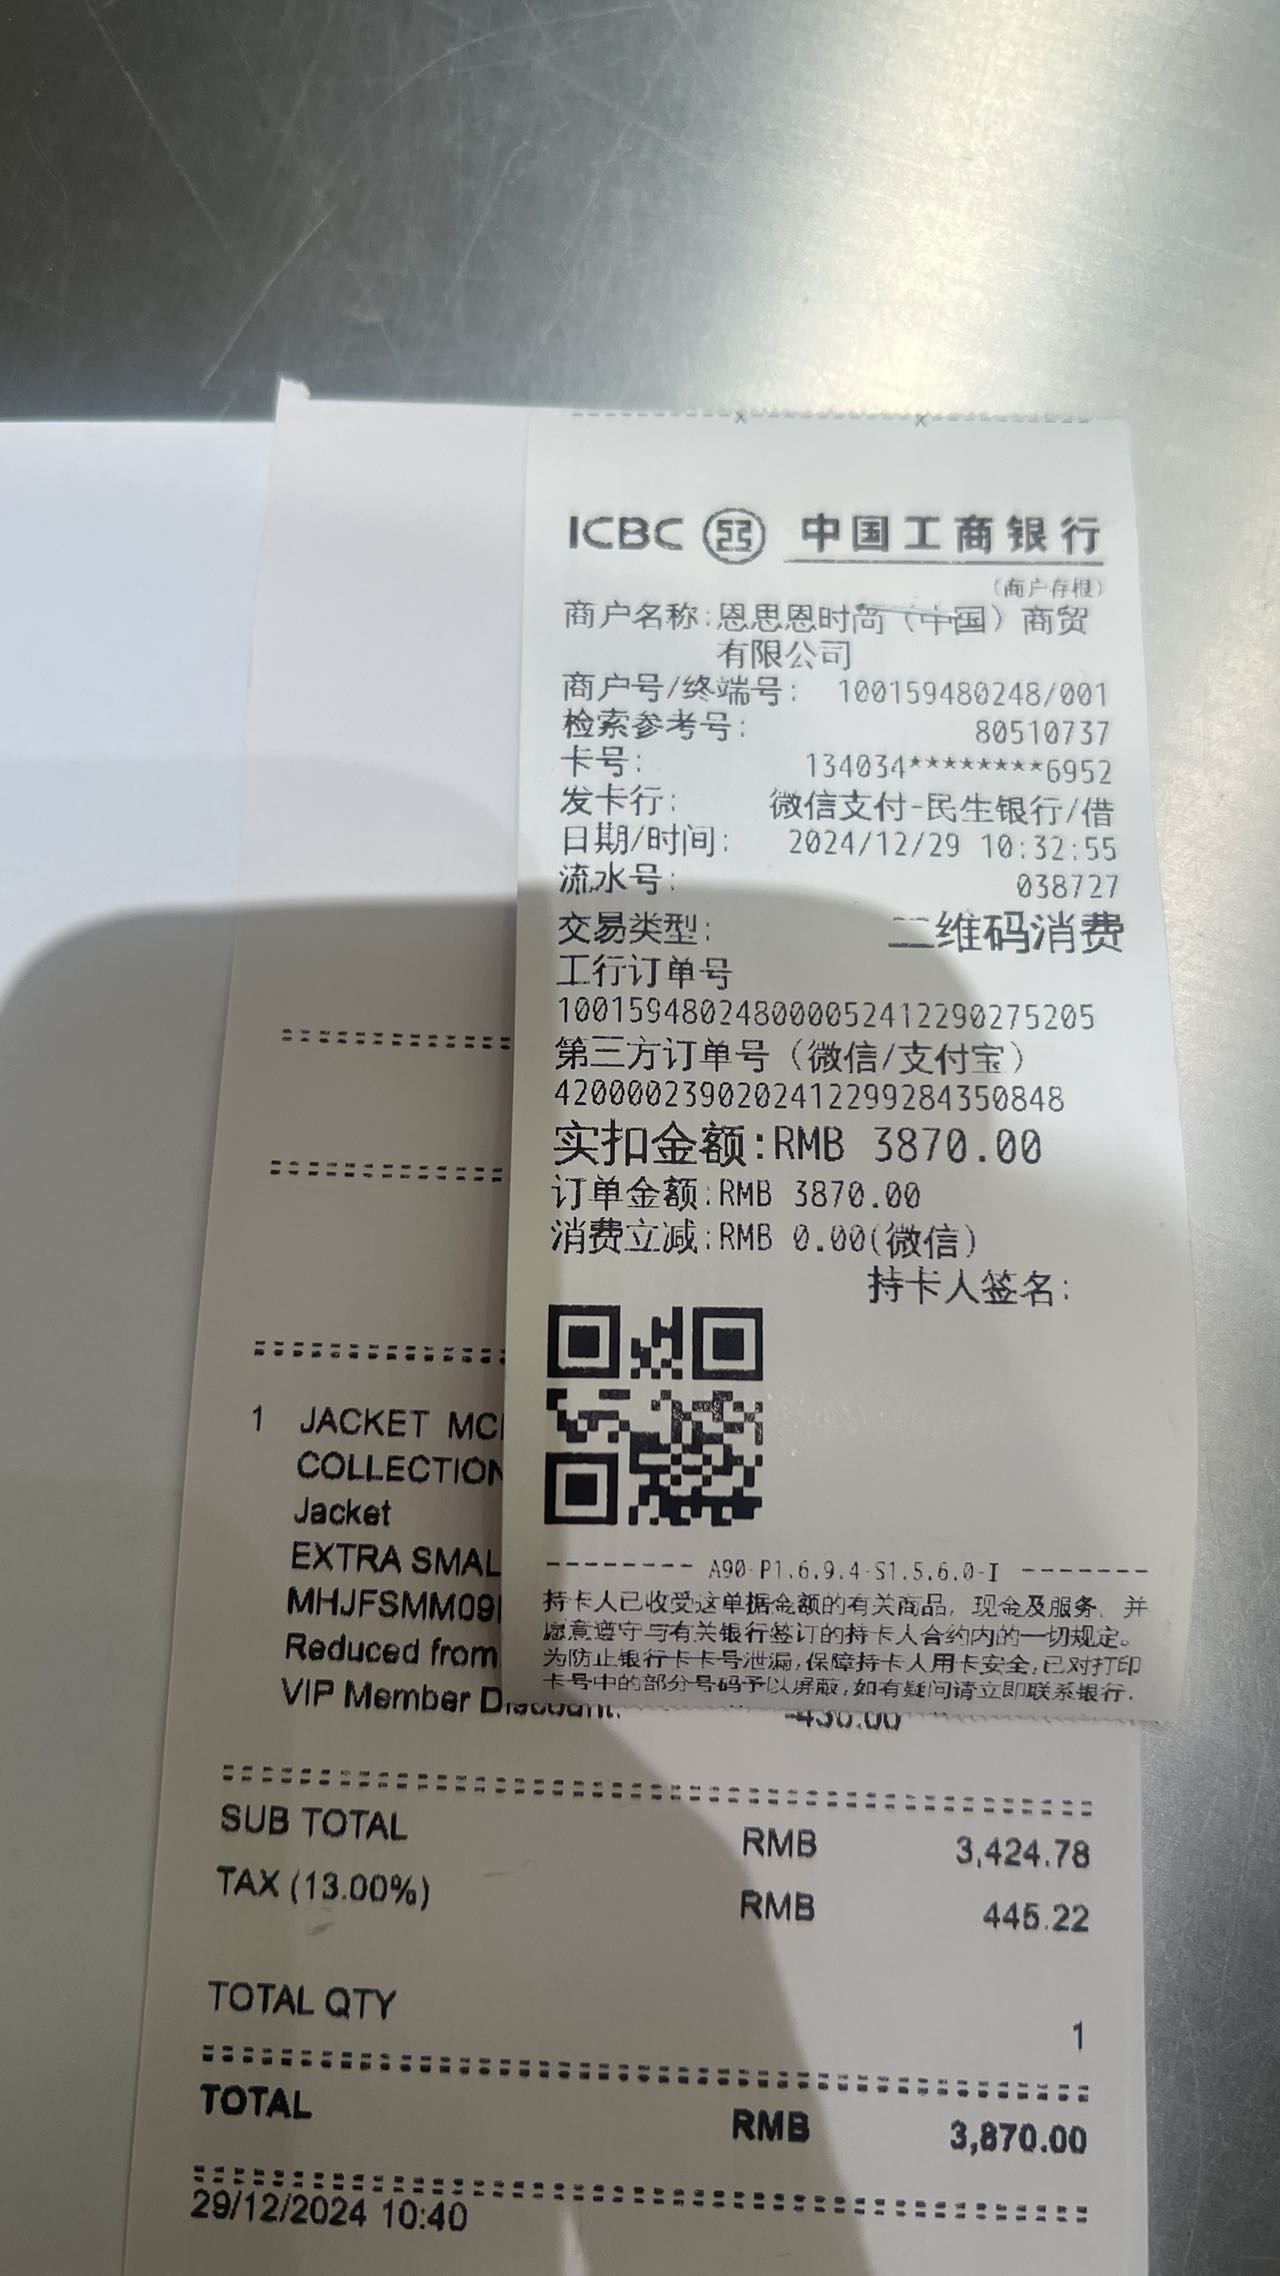 ICBC 中国工商银行
（商户存根）
商户名称:恩思恩时尚（中国）商贸
有限公司
商户号/终端号: 100159480248/001
检索参考号: 80510737
卡号: 134034********6952
发卡行: 微信支付-民生银行/借
日期/时间: 2024/12/29 10:32:55
流水号: 038727
交易类型: 二维码消费
工行订单号
100159480248000052412290275205
第三方订单号（微信/支付宝）
4200002390202412299284350848
实扣金额:RMB 3870.00
订单金额:RMB 3870.00
消费立减:RMB 0.00(微信)
持卡人签名:
-------- A90-P1.6.9.4-S1.5.6.0-I -------
持卡人已收受这单据金额的有关商品, 现金及服务, 并
愿意遵守与有关银行签订的持卡人合约内的一切规定。
为防止银行卡卡号泄漏,保障持卡人用卡安全,已对打印
卡号中的部分号码予以屏蔽,如有疑问请立即联系银行.
1 JACKET MC
COLLECTION
Jacket
EXTRA SMAL
MHJFSMM09
Reduced from
VIP Member Discount: -430.00
SUB TOTAL RMB 3,424.78
TAX (13.00%) RMB 445.22
TOTAL QTY 1
TOTAL RMB 3,870.00
29/12/2024 10:40